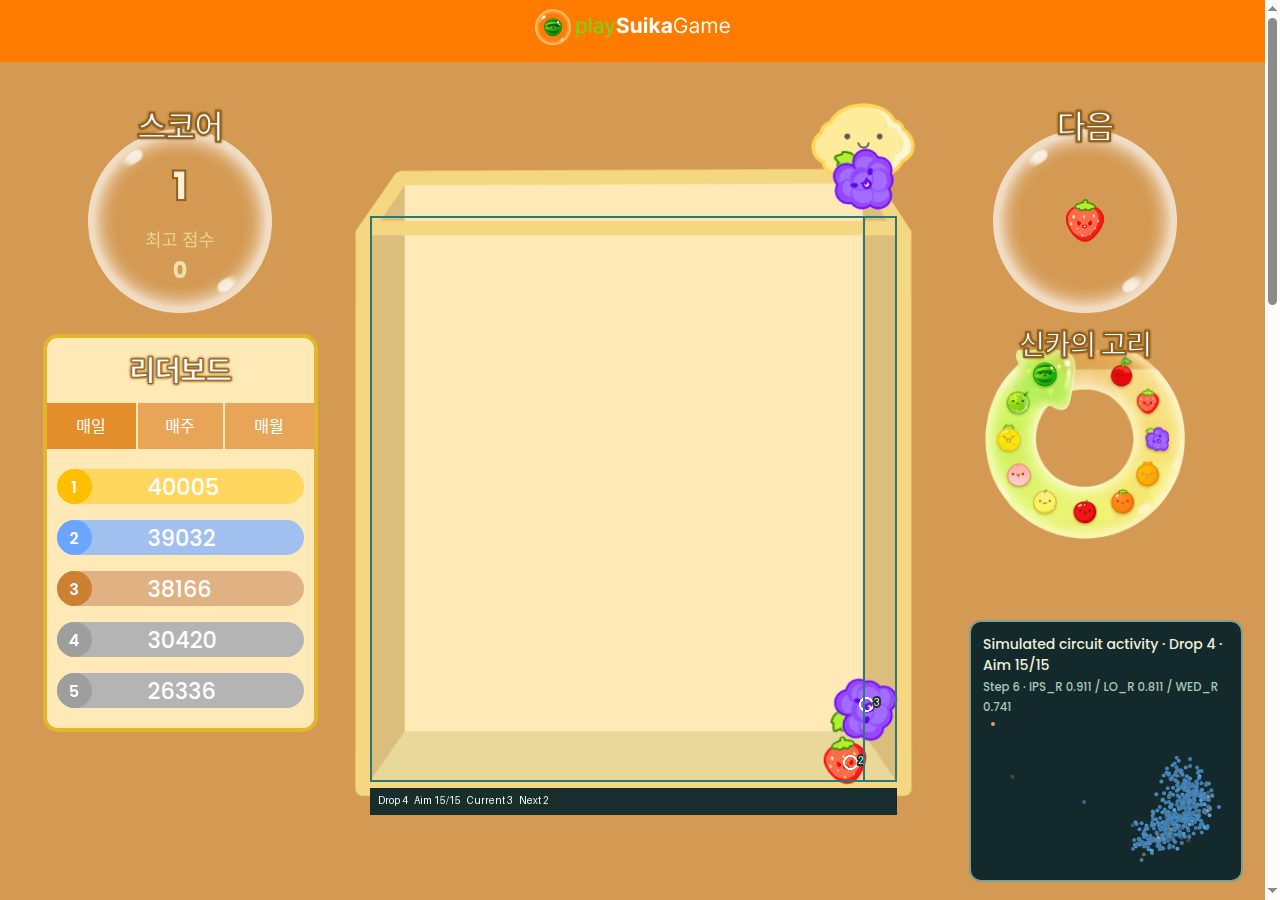 playSuikaGame
스코어
1
최고 점수
0
리더보드
매일 매주 매월
1 40005
2 39032
3 38166
4 30420
5 26336
3
2
Drop 4 Aim 15/15 Current 3 Next 2
다음
신카의 고리
Simulated circuit activity · Drop 4 ·
Aim 15/15
Step 6 · IPS_R 0.911 / LO_R 0.811 / WED_R
0.741